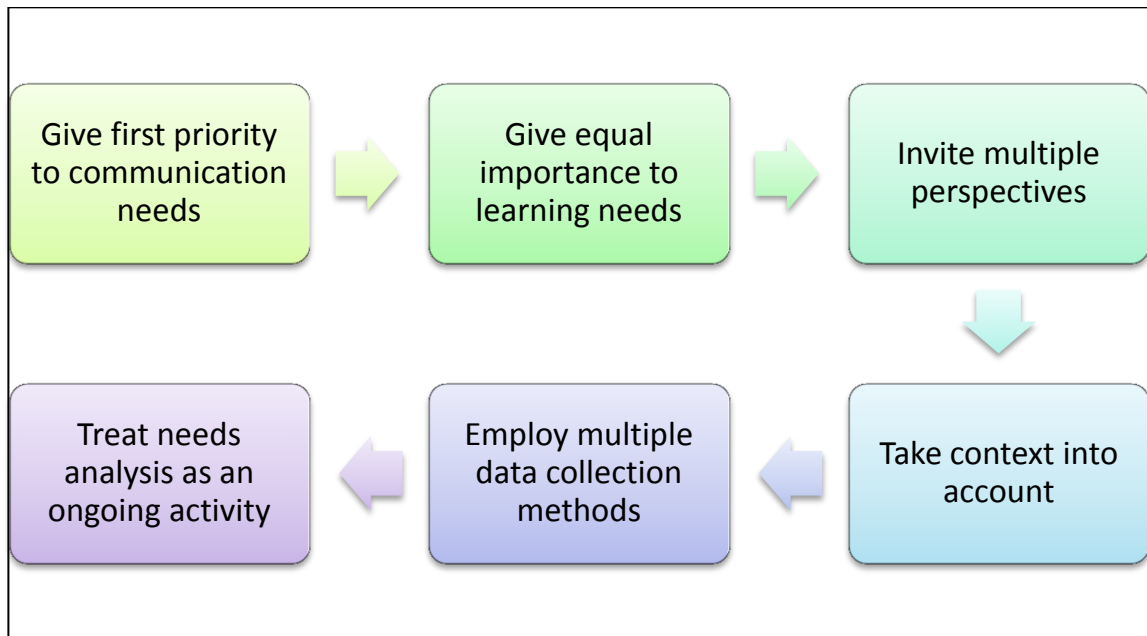 Give first priority
to communication
needs
Give equal
importance to
learning needs
Invite multiple
perspectives
Take context into
account
Employ multiple
data collection
methods
Treat needs
analysis as an
ongoing activity